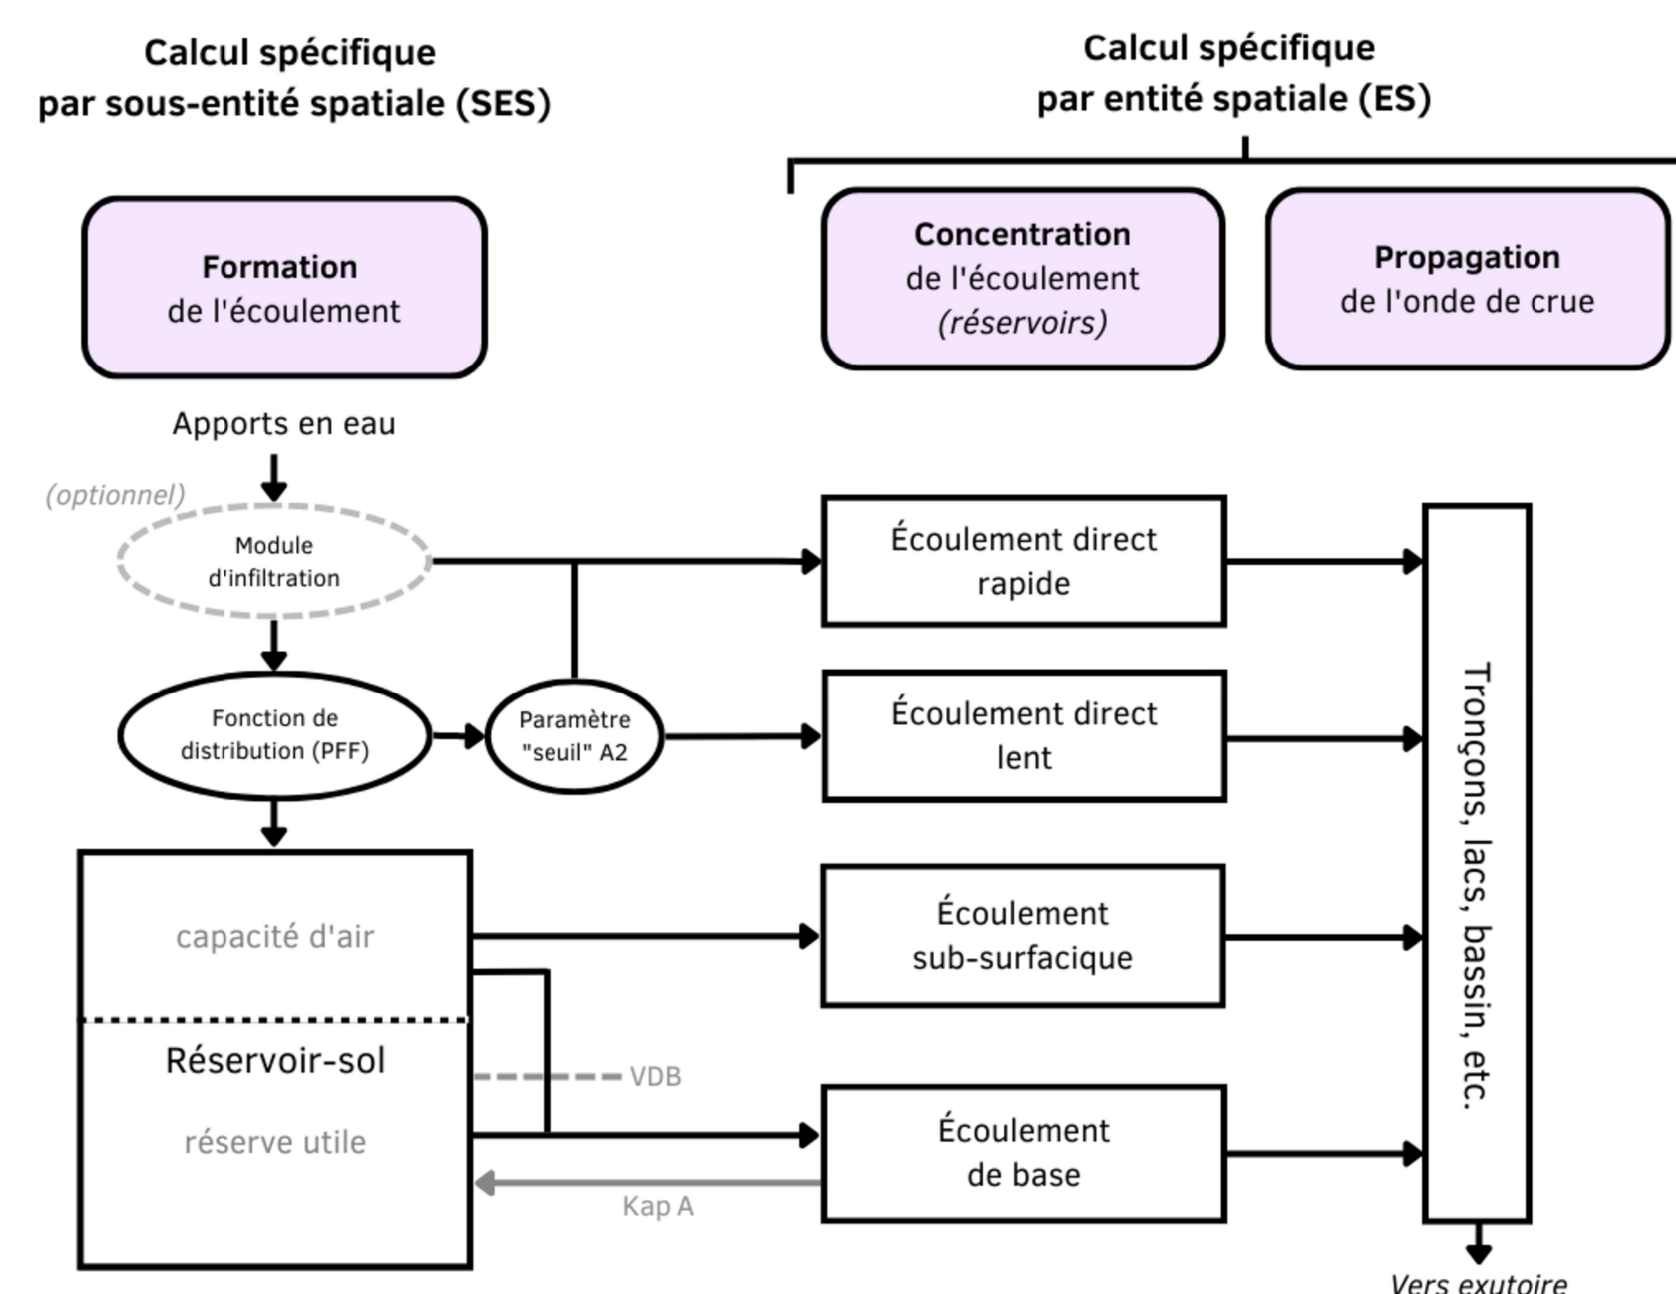 Calcul spécifique
par sous-entité spatiale (SES)
Calcul spécifique
par entité spatiale (ES)
Formation
de l'écoulement
Concentration
de l'écoulement
(réservoirs)
Propagation
de l'onde de crue
Apports en eau
(optionnel)
Module
d'infiltration
Écoulement direct
rapide
Fonction de
distribution (PFF)
Paramètre
"seuil" A2
Écoulement direct
lent
capacité d'air
Écoulement
sub-surfacique
Réservoir-sol
VDB
réserve utile
Écoulement
de base
Kap A
Tronçons, lacs, bassin, etc.
Vers exutoire